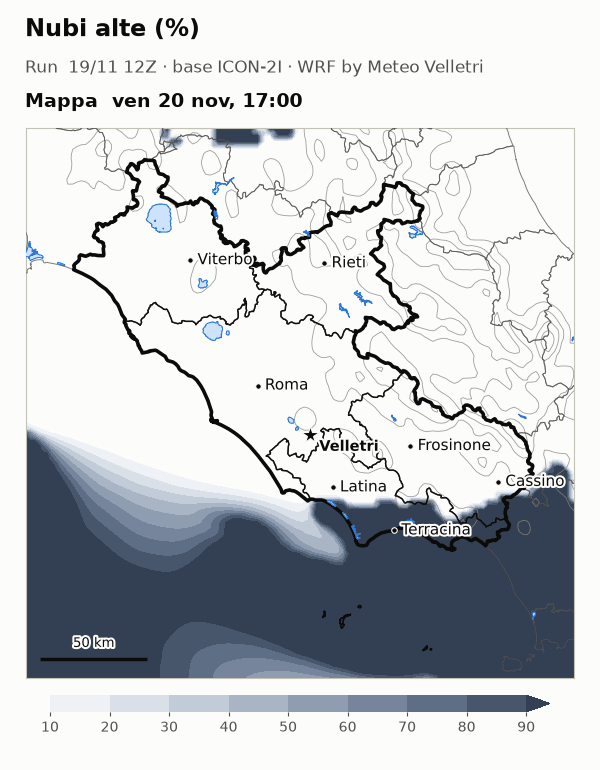 Nubi alte (%)
Run 19/11 12Z · base ICON-2I · WRF by Meteo Velletri
Mappa ven 20 nov, 17:00
Viterbo
Rieti
Roma
Velletri
Frosinone
Latina
Cassino
Terracina
50 km
10 20 30 40 50 60 70 80 90